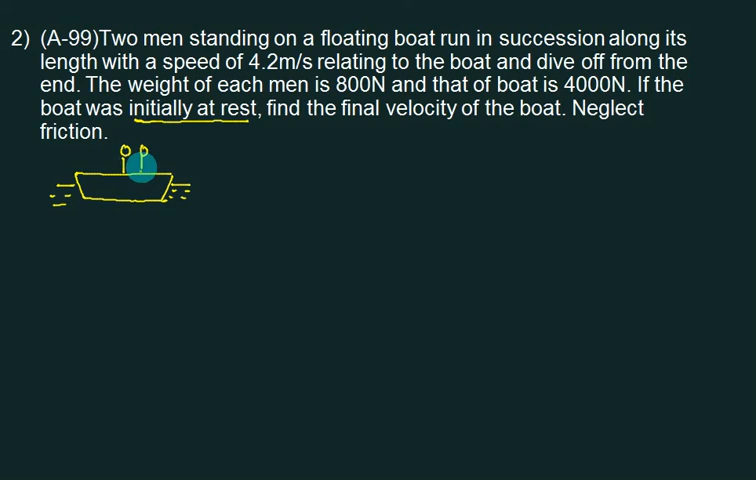 2) (A-99)Two men standing on a floating boat run in succession along its
length with a speed of 4.2m/s relating to the boat and dive off from the
end. The weight of each men is 800N and that of boat is 4000N. If the
boat was initially at rest, find the final velocity of the boat. Neglect
friction.